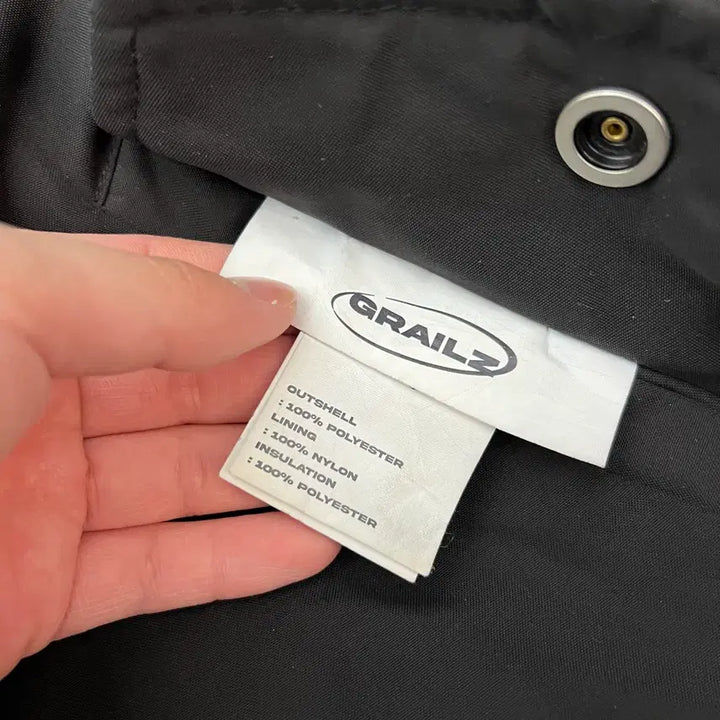 GRAILZ
OUTSHELL
: 100% POLYESTER
LINING
: 100% NYLON
INSULATION
: 100% POLYESTER